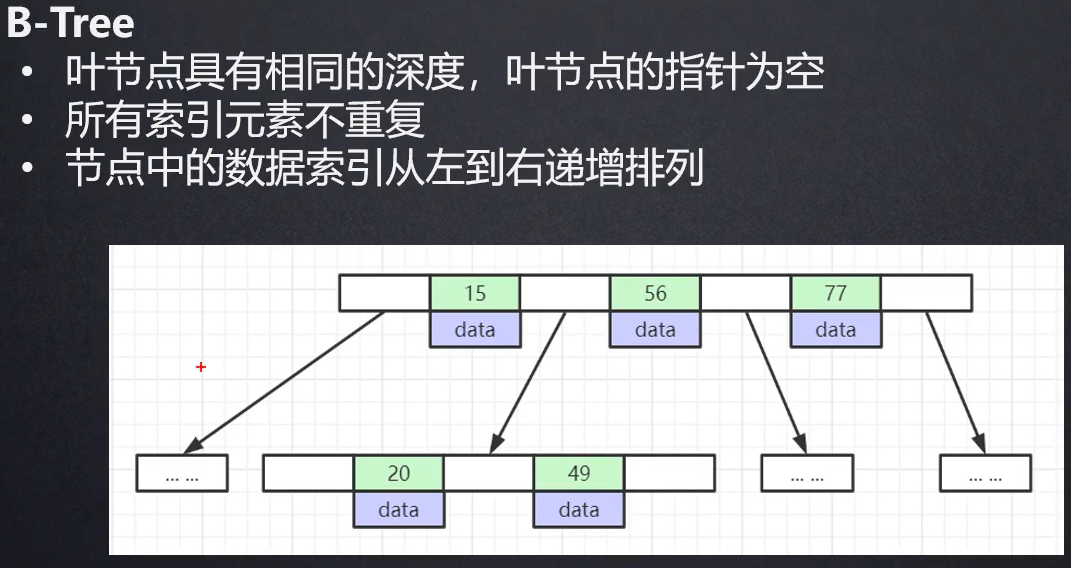 B-Tree
• 叶节点具有相同的深度，叶节点的指针为空
• 所有索引元素不重复
• 节点中的数据索引从左到右递增排列
15 56 77
data data data
... ... 20 49 ... ... ... ...
data data